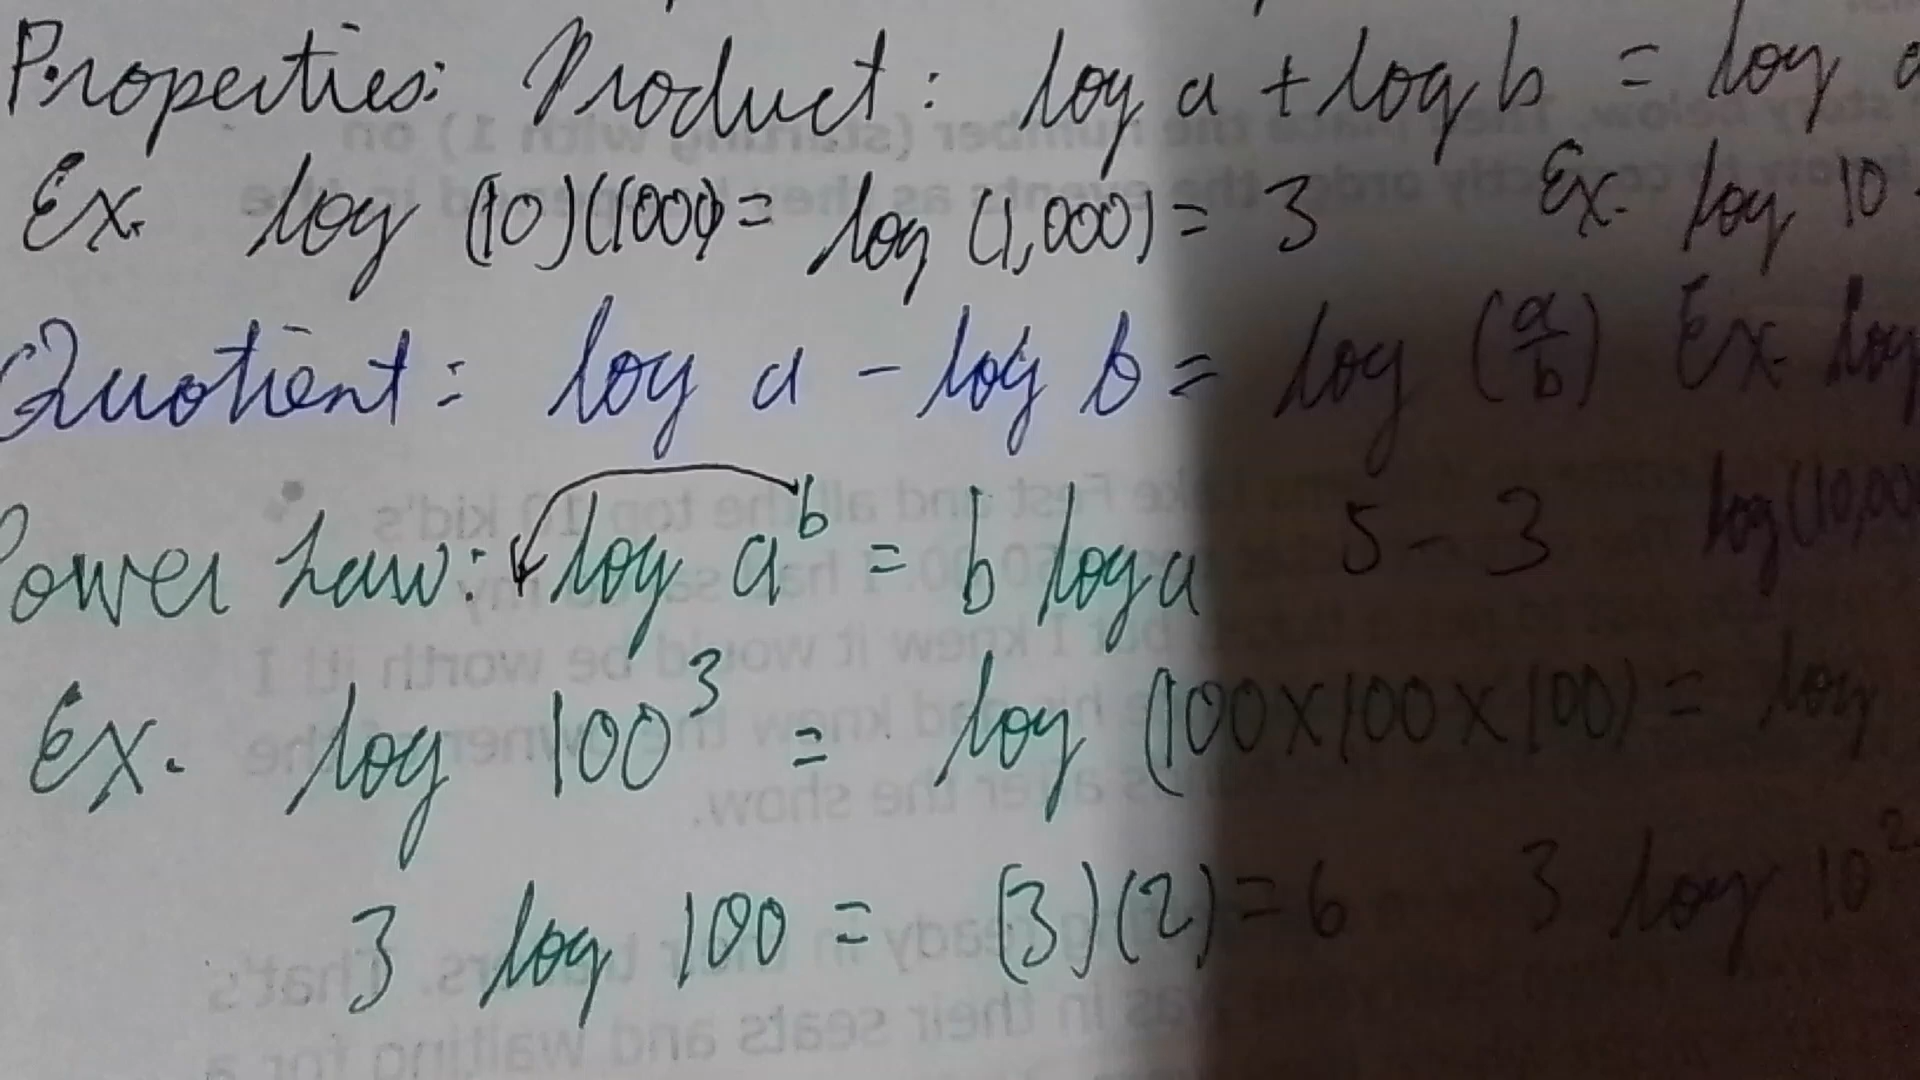 Properties: Product: log a + log b = log a
Ex. log (10)(100) = log (1,000) = 3 Ex. log 10
Quotient: log a - log b = log (a/b) Ex. log
Power Law: log a^b = b log a 5 - 3 log(10,00
Ex. log 100^3 = log (100x100x100) = log
3 log 100 = (3)(2) = 6 3 log 10^2